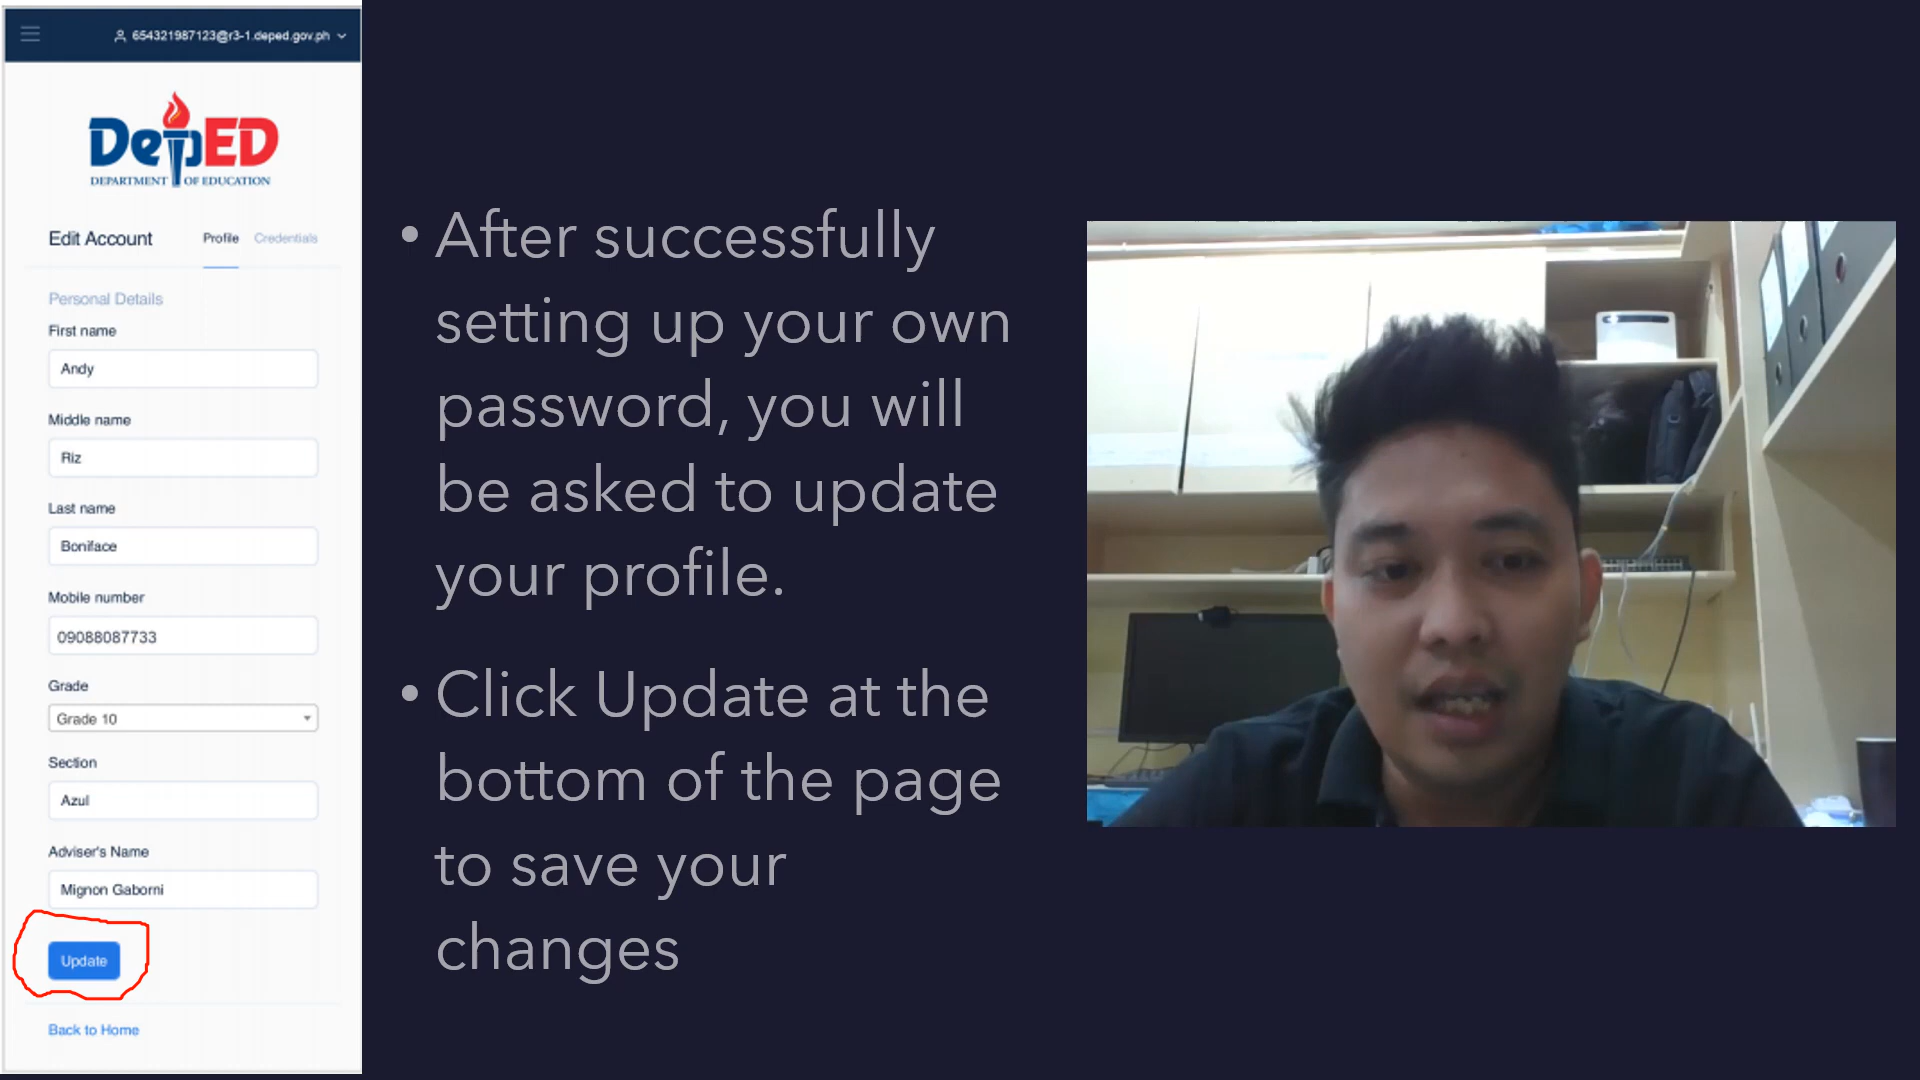 654321987123@r3-1.deped.gov.ph
DepED
DEPARTMENT OF EDUCATION
Edit Account
Profile
Credentials
Personal Details
First name
Andy
Middle name
Riz
Last name
Boniface
Mobile number
09088087733
Grade
Grade 10
Section
Azul
Adviser's Name
Mignon Gaborni
Update
Back to Home
• After successfully
setting up your own
password, you will
be asked to update
your profile.
• Click Update at the
bottom of the page
to save your
changes